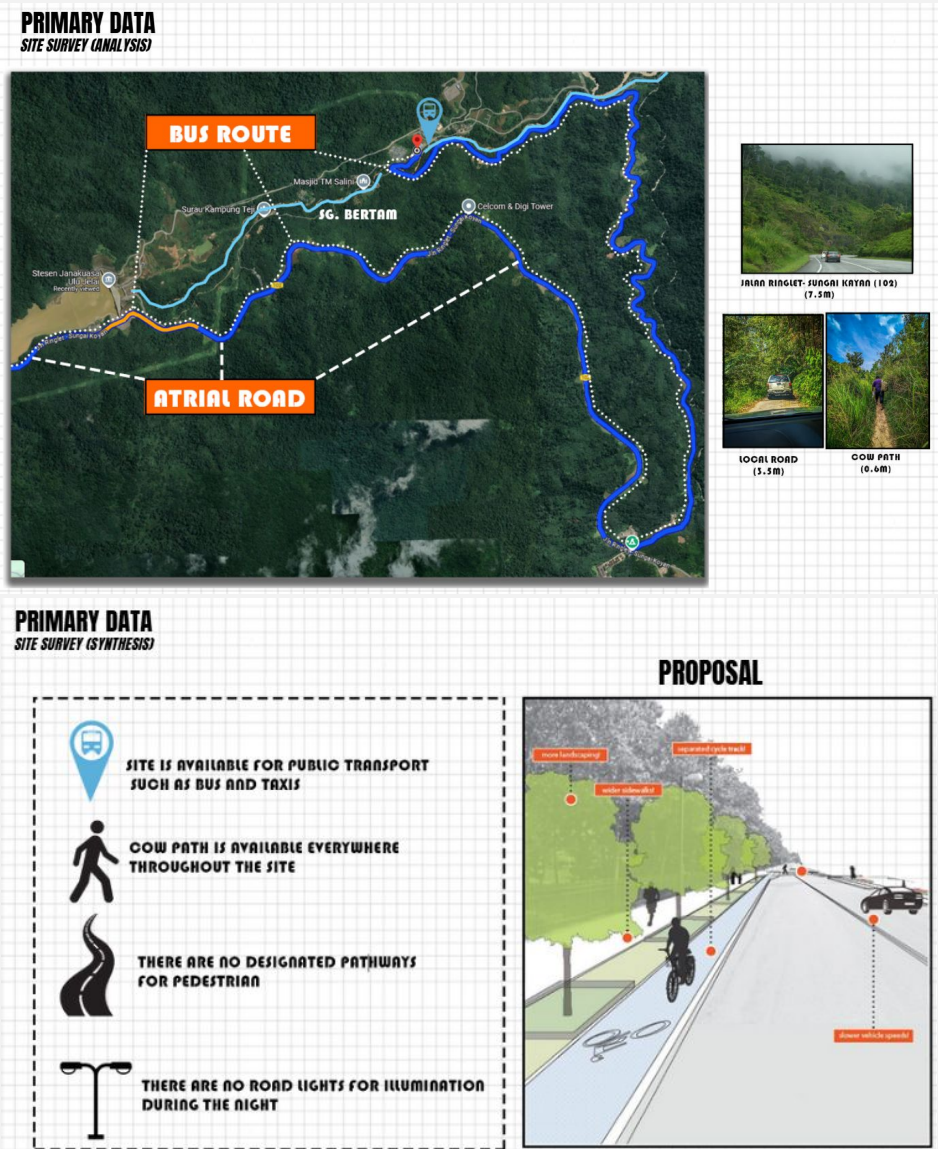 PRIMARY DATA
SITE SURVEY (ANALYSIS)
BUS ROUTE
Masjid TM Salini
Surau Kampung Teji
SG. BERTAM
Celcom & Digi Tower
Stesen Janakuasa
Ulu Jelai
Recently viewed
ATRIAL ROAD
JALAN RINGLET- SUNGAI KAYAN (102)
(7.5M)
LOCAL ROAD
(3.5M)
COW PATH
(0.6M)
PRIMARY DATA
SITE SURVEY (SYNTHESIS)
PROPOSAL
SITE IS AVAILABLE FOR PUBLIC TRANSPORT
SUCH AS BUS AND TAXIS
COW PATH IS AVAILABLE EVERYWHERE
THROUGHOUT THE SITE
THERE ARE NO DESIGNATED PATHWAYS
FOR PEDESTRIAN
THERE ARE NO ROAD LIGHTS FOR ILLUMINATION
DURING THE NIGHT
more landscaping!
separated cycle track!
wider sidewalks!
slower vehicle speeds!